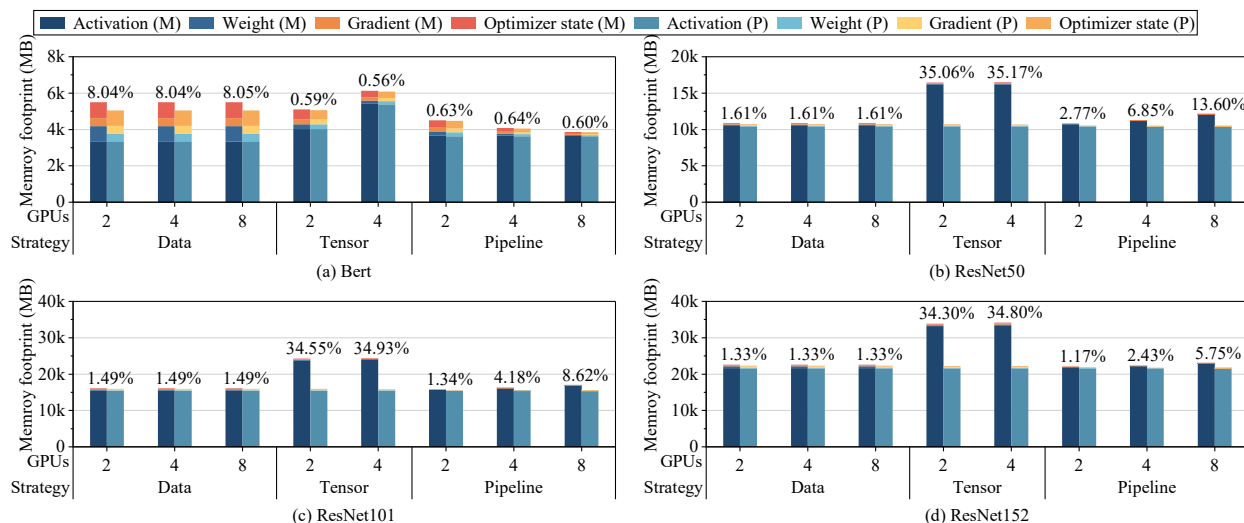 Activation (M) Weight (M) Gradient (M) Optimizer state (M) Activation (P) Weight (P) Gradient (P) Optimizer state (P)
Memroy footprint (MB)
8k
6k
4k
2k
0
8.04% 8.04% 8.05% 0.59% 0.56% 0.63% 0.64% 0.60%
GPUs 2 4 8 2 4 2 4 8
Strategy Data Tensor Pipeline
(a) Bert
Memroy footprint (MB)
20k
15k
10k
5k
0
1.61% 1.61% 1.61% 35.06% 35.17% 2.77% 6.85% 13.60%
GPUs 2 4 8 2 4 2 4 8
Strategy Data Tensor Pipeline
(b) ResNet50
Memroy footprint (MB)
40k
30k
20k
10k
0
1.49% 1.49% 1.49% 34.55% 34.93% 1.34% 4.18% 8.62%
GPUs 2 4 8 2 4 2 4 8
Strategy Data Tensor Pipeline
(c) ResNet101
Memroy footprint (MB)
40k
30k
20k
10k
0
1.33% 1.33% 1.33% 34.30% 34.80% 1.17% 2.43% 5.75%
GPUs 2 4 8 2 4 2 4 8
Strategy Data Tensor Pipeline
(d) ResNet152